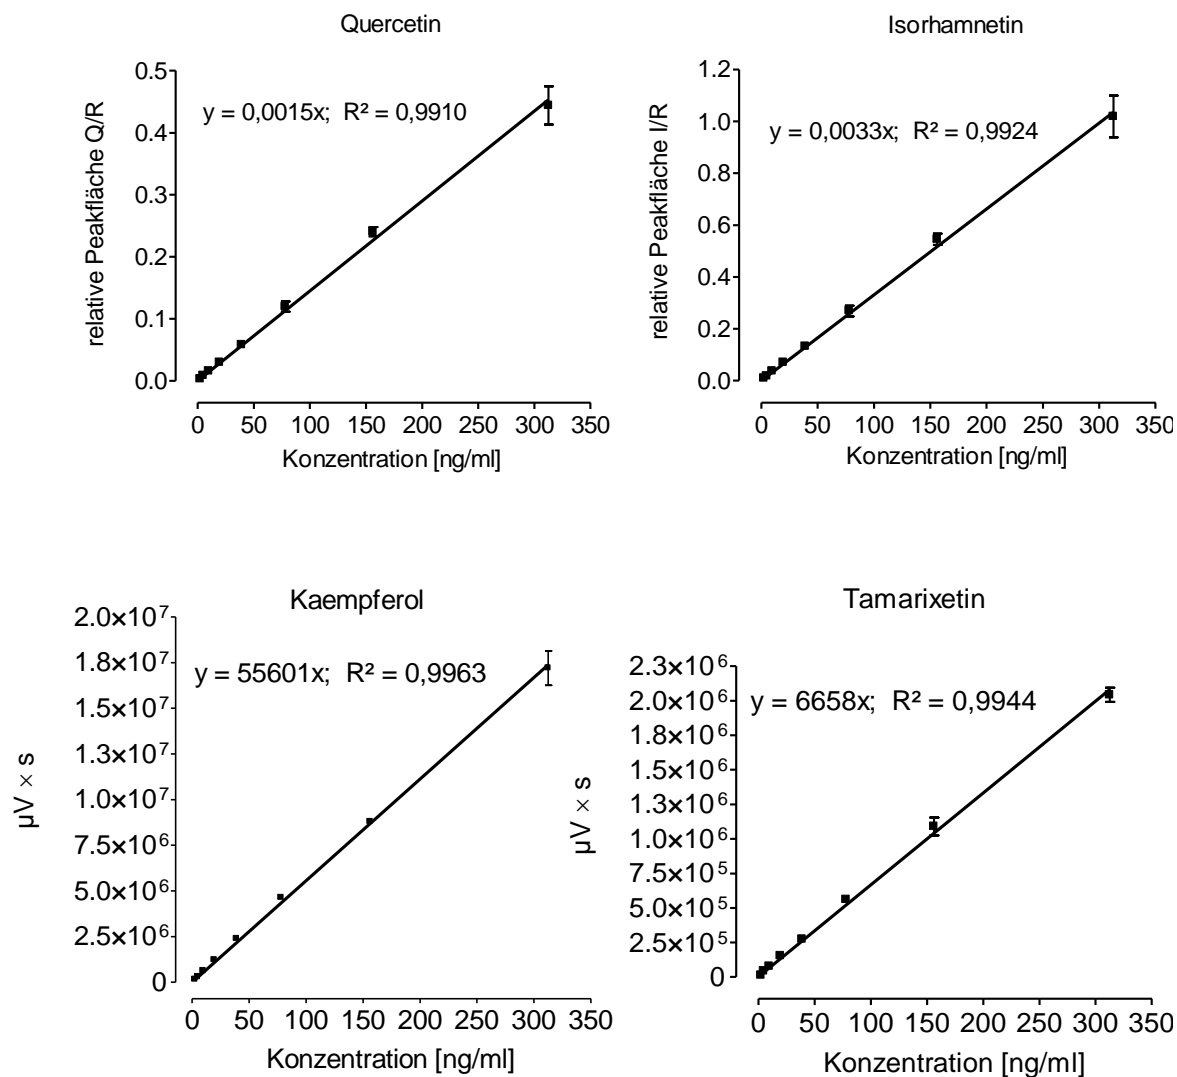 Quercetin
relative Peakfläche Q/R
0.5
0.4
0.3
0.2
0.1
0.0
y = 0,0015x; R² = 0,9910
0 50 100 150 200 250 300 350
Konzentration [ng/ml]
Isorhamnetin
relative Peakfläche I/R
1.2
1.0
0.8
0.6
0.4
0.2
0.0
y = 0,0033x; R² = 0,9924
0 50 100 150 200 250 300 350
Konzentration [ng/ml]
Kaempferol
µV × s
2.0×10⁷
1.8×10⁷
1.5×10⁷
1.3×10⁷
1.0×10⁷
7.5×10⁶
5.0×10⁶
2.5×10⁶
0
y = 55601x; R² = 0,9963
0 50 100 150 200 250 300 350
Konzentration [ng/ml]
Tamarixetin
µV × s
2.3×10⁶
2.0×10⁶
1.8×10⁶
1.5×10⁶
1.3×10⁶
1.0×10⁶
7.5×10⁵
5.0×10⁵
2.5×10⁵
0
y = 6658x; R² = 0,9944
0 50 100 150 200 250 300 350
Konzentration [ng/ml]